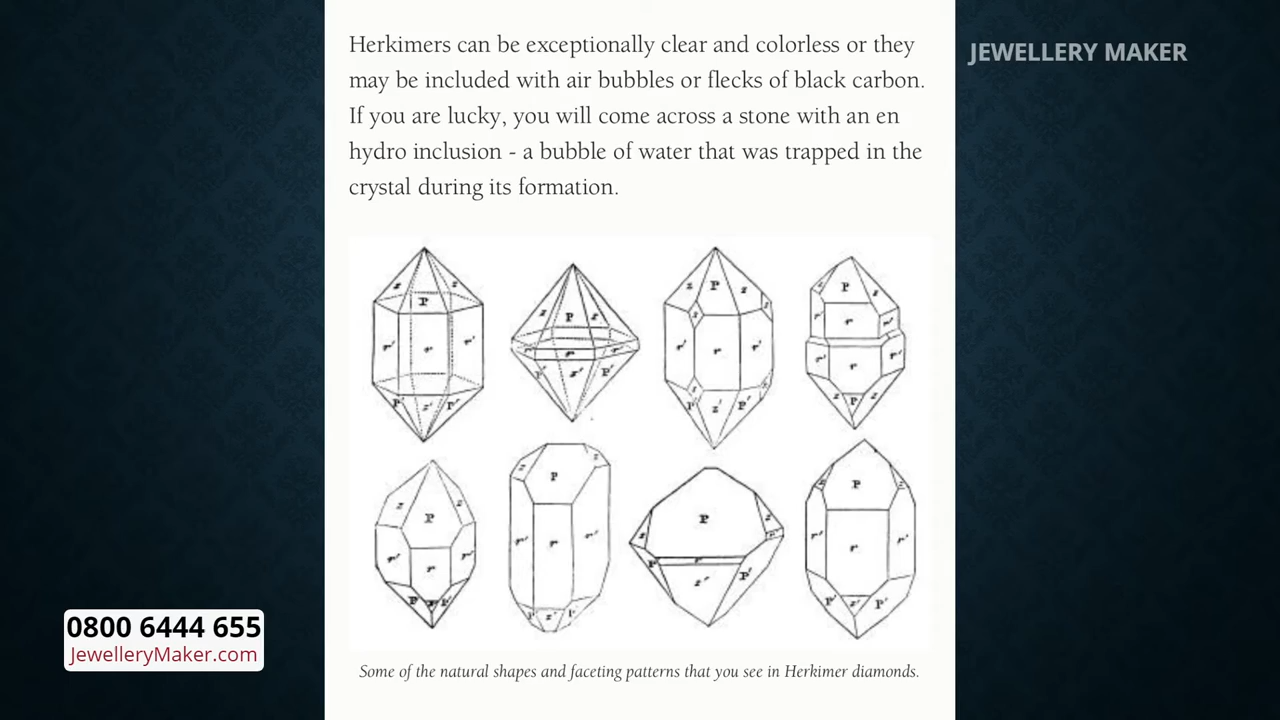 Herkimers can be exceptionally clear and colorless or they
may be included with air bubbles or flecks of black carbon.
If you are lucky, you will come across a stone with an en
hydro inclusion - a bubble of water that was trapped in the
crystal during its formation.
JEWELLERY MAKER
Some of the natural shapes and faceting patterns that you see in Herkimer diamonds.
0800 6444 655
JewelleryMaker.com